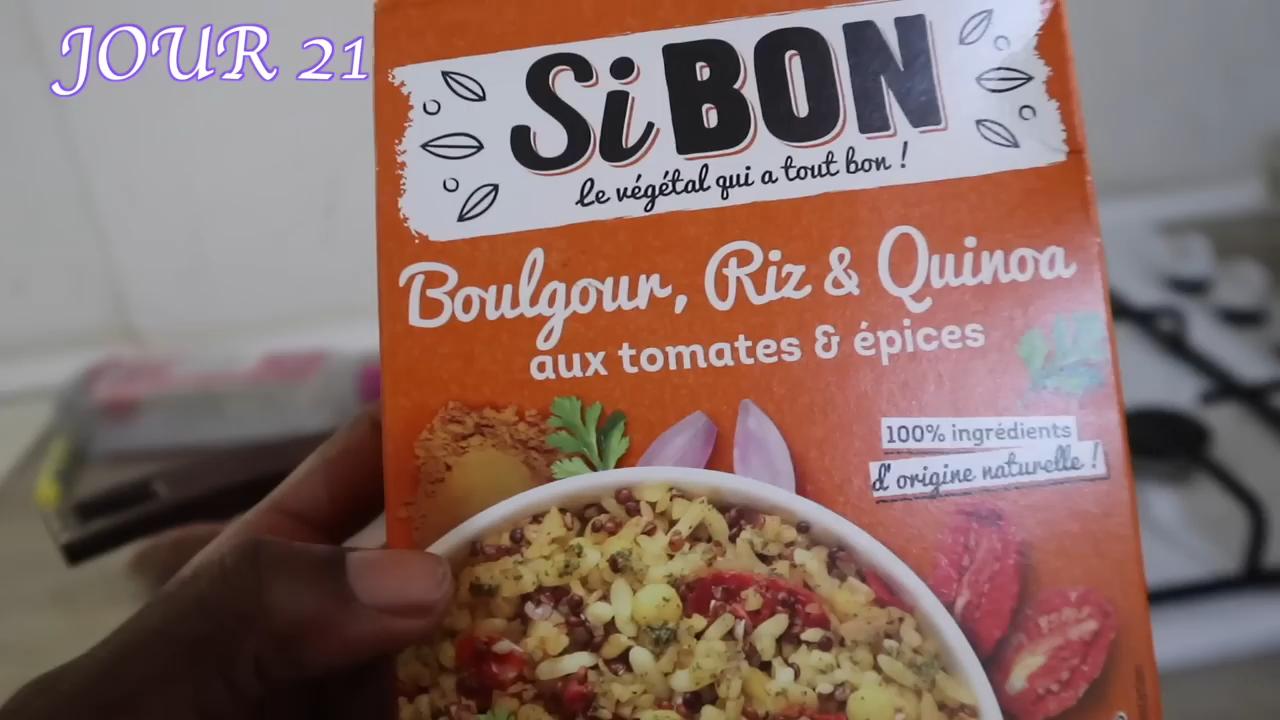 JOUR 21
Si BON
le végétal qui a tout bon !
Boulgour, Riz & Quinoa
aux tomates & épices
100% ingrédients
d'origine naturelle !